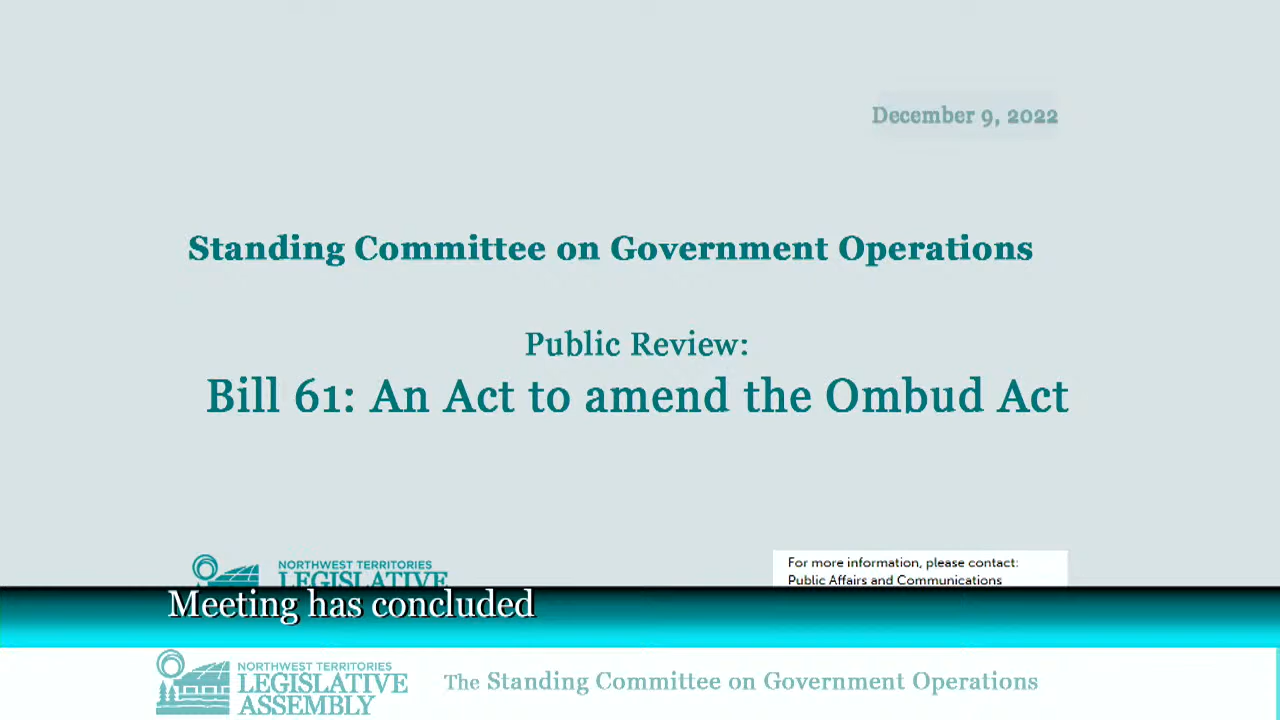 December 9, 2022
Standing Committee on Government Operations
Public Review:
Bill 61: An Act to amend the Ombud Act
NORTHWEST TERRITORIES
LEGISLATIVE
For more information, please contact:
Public Affairs and Communications
Meeting has concluded
NORTHWEST TERRITORIES
LEGISLATIVE
ASSEMBLY
The Standing Committee on Government Operations